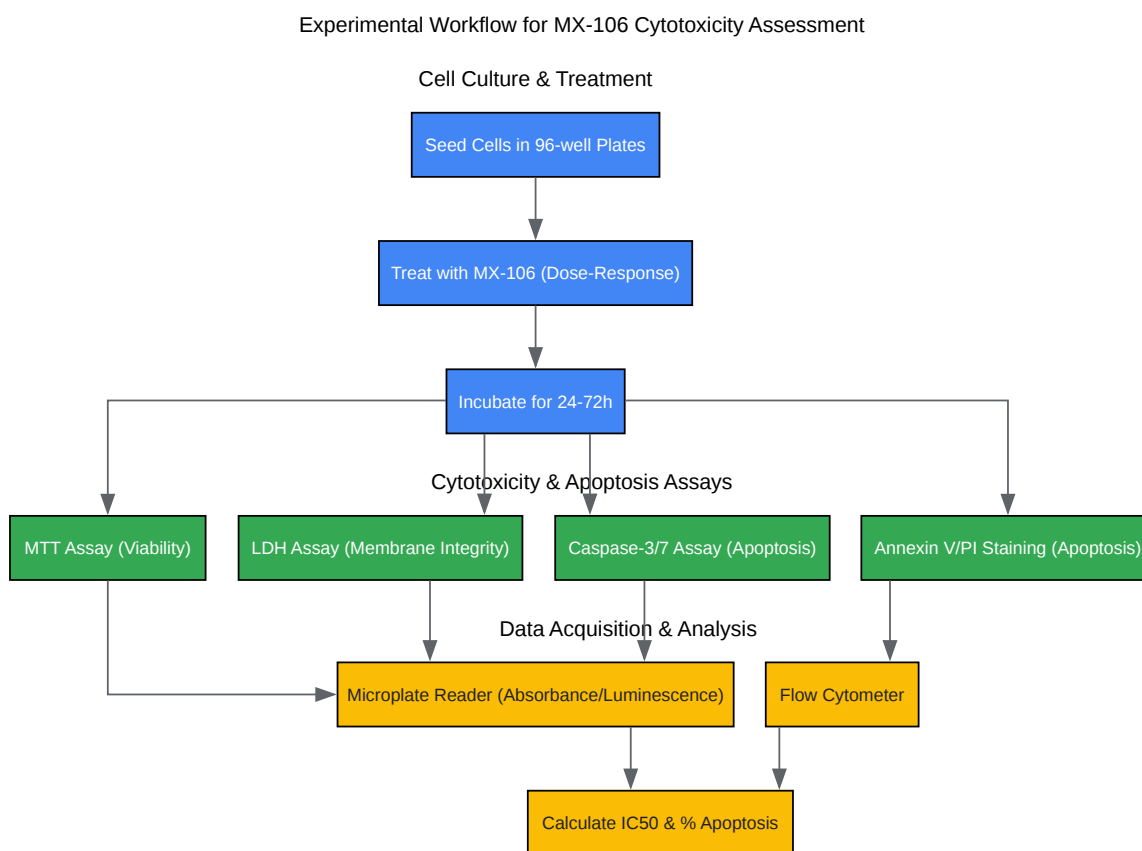 Experimental Workflow for MX-106 Cytotoxicity Assessment
Cell Culture & Treatment
Seed Cells in 96-well Plates
Treat with MX-106 (Dose-Response)
Incubate for 24-72h
Cytotoxicity & Apoptosis Assays
MTT Assay (Viability)
LDH Assay (Membrane Integrity)
Caspase-3/7 Assay (Apoptosis)
Annexin V/PI Staining (Apoptosis)
Data Acquisition & Analysis
Microplate Reader (Absorbance/Luminescence)
Flow Cytometer
Calculate IC50 & % Apoptosis